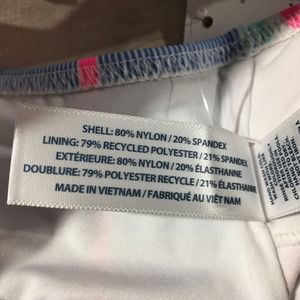 SHELL: 80% NYLON / 20% SPANDEX
LINING: 79% RECYCLED POLYESTER / 21% SPANDEX
EXTÉRIEURE: 80% NYLON / 20% ÉLASTHANNE
DOUBLURE: 79% POLYESTER RECYCLE / 21% ÉLASTHANNE
MADE IN VIETNAM / FABRIQUÉ AU VIÊT NAM